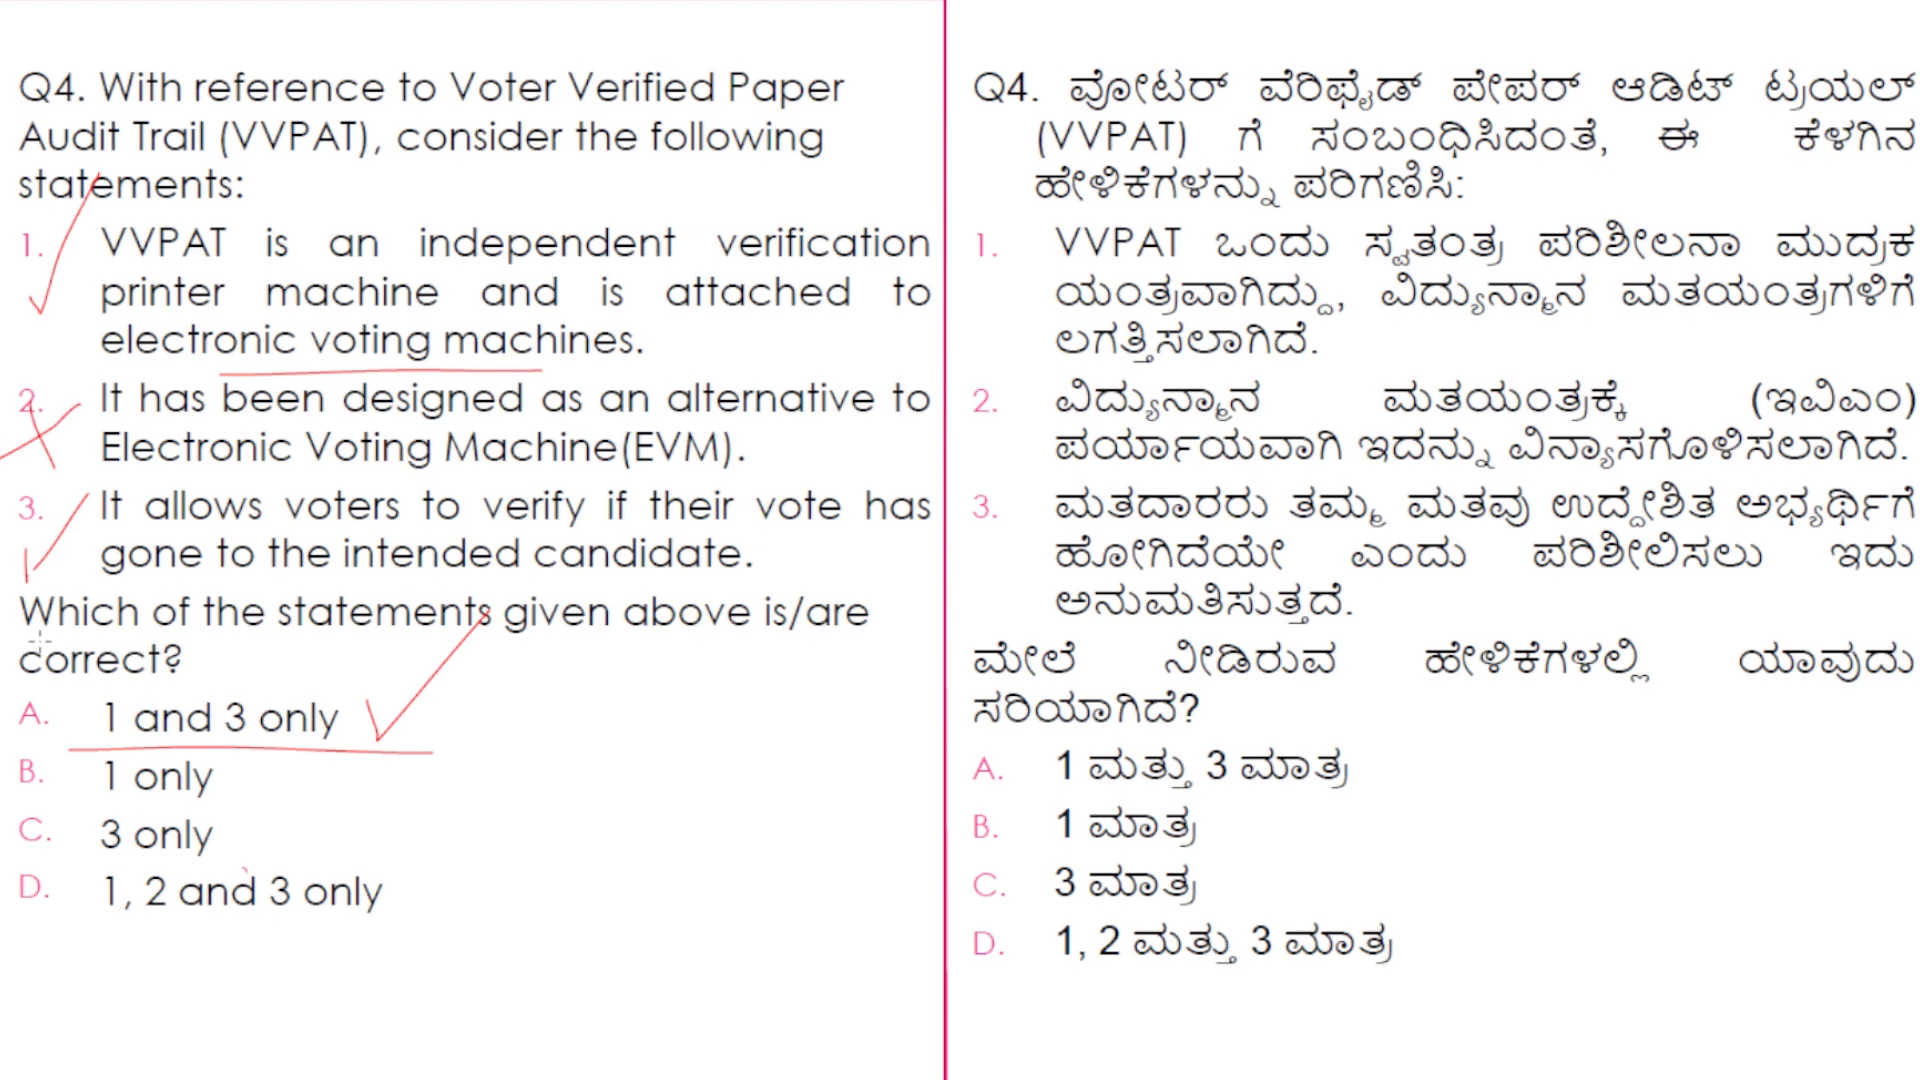 Q4. With reference to Voter Verified Paper
Audit Trail (VVPAT), consider the following
statements:
1. VVPAT is an independent verification
printer machine and is attached to
electronic voting machines.
2. It has been designed as an alternative to
Electronic Voting Machine(EVM).
3. It allows voters to verify if their vote has
gone to the intended candidate.
Which of the statements given above is/are
correct?
A. 1 and 3 only
B. 1 only
C. 3 only
D. 1, 2 and 3 only
Q4. ವೋಟರ್ ವೆರಿಫೈಡ್ ಪೇಪರ್ ಆಡಿಟ್ ಟ್ರಯಲ್
(VVPAT) ಗೆ ಸಂಬಂಧಿಸಿದಂತೆ, ಈ ಕೆಳಗಿನ
ಹೇಳಿಕೆಗಳನ್ನು ಪರಿಗಣಿಸಿ:
1. VVPAT ಒಂದು ಸ್ವತಂತ್ರ ಪರಿಶೀಲನಾ ಮುದ್ರಕ
ಯಂತ್ರವಾಗಿದ್ದು, ವಿದ್ಯುನ್ಮಾನ ಮತಯಂತ್ರಗಳಿಗೆ
ಲಗತ್ತಿಸಲಾಗಿದೆ.
2. ವಿದ್ಯುನ್ಮಾನ ಮತಯಂತ್ರಕ್ಕೆ (ಇವಿಎಂ)
ಪರ್ಯಾಯವಾಗಿ ಇದನ್ನು ವಿನ್ಯಾಸಗೊಳಿಸಲಾಗಿದೆ.
3. ಮತದಾರರು ತಮ್ಮ ಮತವು ಉದ್ದೇಶಿತ ಅಭ್ಯರ್ಥಿಗೆ
ಹೋಗಿದೆಯೇ ಎಂದು ಪರಿಶೀಲಿಸಲು ಇದು
ಅನುಮತಿಸುತ್ತದೆ.
ಮೇಲೆ ನೀಡಿರುವ ಹೇಳಿಕೆಗಳಲ್ಲಿ ಯಾವುದು
ಸರಿಯಾಗಿದೆ?
A. 1 ಮತ್ತು 3 ಮಾತ್ರ
B. 1 ಮಾತ್ರ
C. 3 ಮಾತ್ರ
D. 1, 2 ಮತ್ತು 3 ಮಾತ್ರ